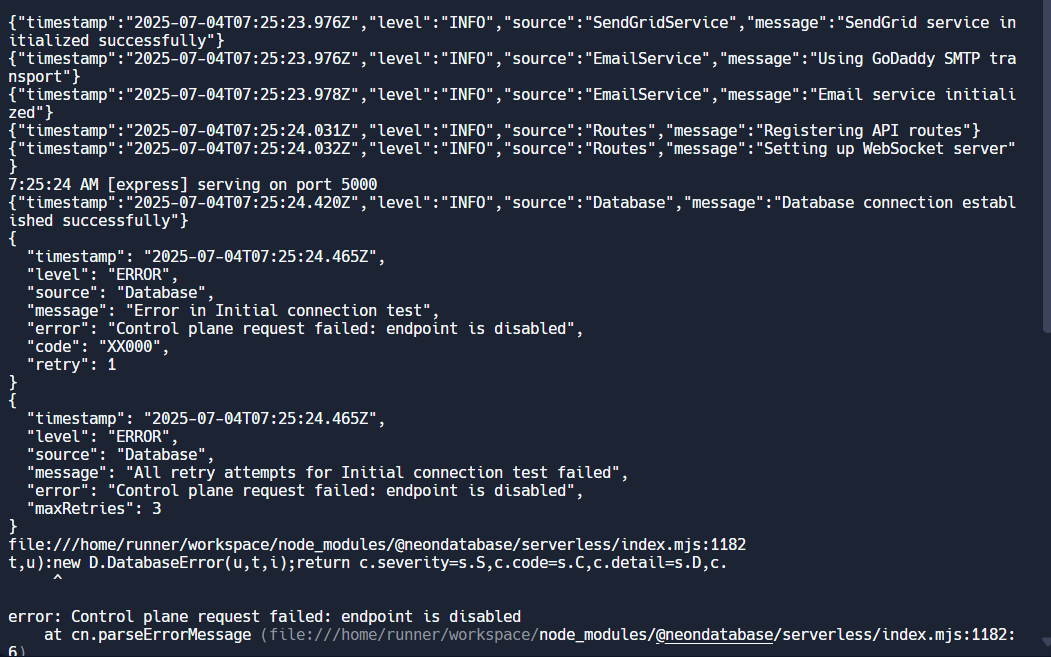 {"timestamp":"2025-07-04T07:25:23.976Z","level":"INFO","source":"SendGridService","message":"SendGrid service in
itialized successfully"}
{"timestamp":"2025-07-04T07:25:23.976Z","level":"INFO","source":"EmailService","message":"Using GoDaddy SMTP tra
nsport"}
{"timestamp":"2025-07-04T07:25:23.978Z","level":"INFO","source":"EmailService","message":"Email service initiali
zed"}
{"timestamp":"2025-07-04T07:25:24.031Z","level":"INFO","source":"Routes","message":"Registering API routes"}
{"timestamp":"2025-07-04T07:25:24.032Z","level":"INFO","source":"Routes","message":"Setting up WebSocket server"
}
7:25:24 AM [express] serving on port 5000
{"timestamp":"2025-07-04T07:25:24.420Z","level":"INFO","source":"Database","message":"Database connection establ
ished successfully"}
{
  "timestamp": "2025-07-04T07:25:24.465Z",
  "level": "ERROR",
  "source": "Database",
  "message": "Error in Initial connection test",
  "error": "Control plane request failed: endpoint is disabled",
  "code": "XX000",
  "retry": 1
}
{
  "timestamp": "2025-07-04T07:25:24.465Z",
  "level": "ERROR",
  "source": "Database",
  "message": "All retry attempts for Initial connection test failed",
  "error": "Control plane request failed: endpoint is disabled",
  "maxRetries": 3
}
file:///home/runner/workspace/node_modules/@neondatabase/serverless/index.mjs:1182
t,u):new D.DatabaseError(u,t,i);return c.severity=s.S,c.code=s.C,c.detail=s.D,c.
     ^
error: Control plane request failed: endpoint is disabled
    at cn.parseErrorMessage (file:///home/runner/workspace/node_modules/@neondatabase/serverless/index.mjs:1182:
6)